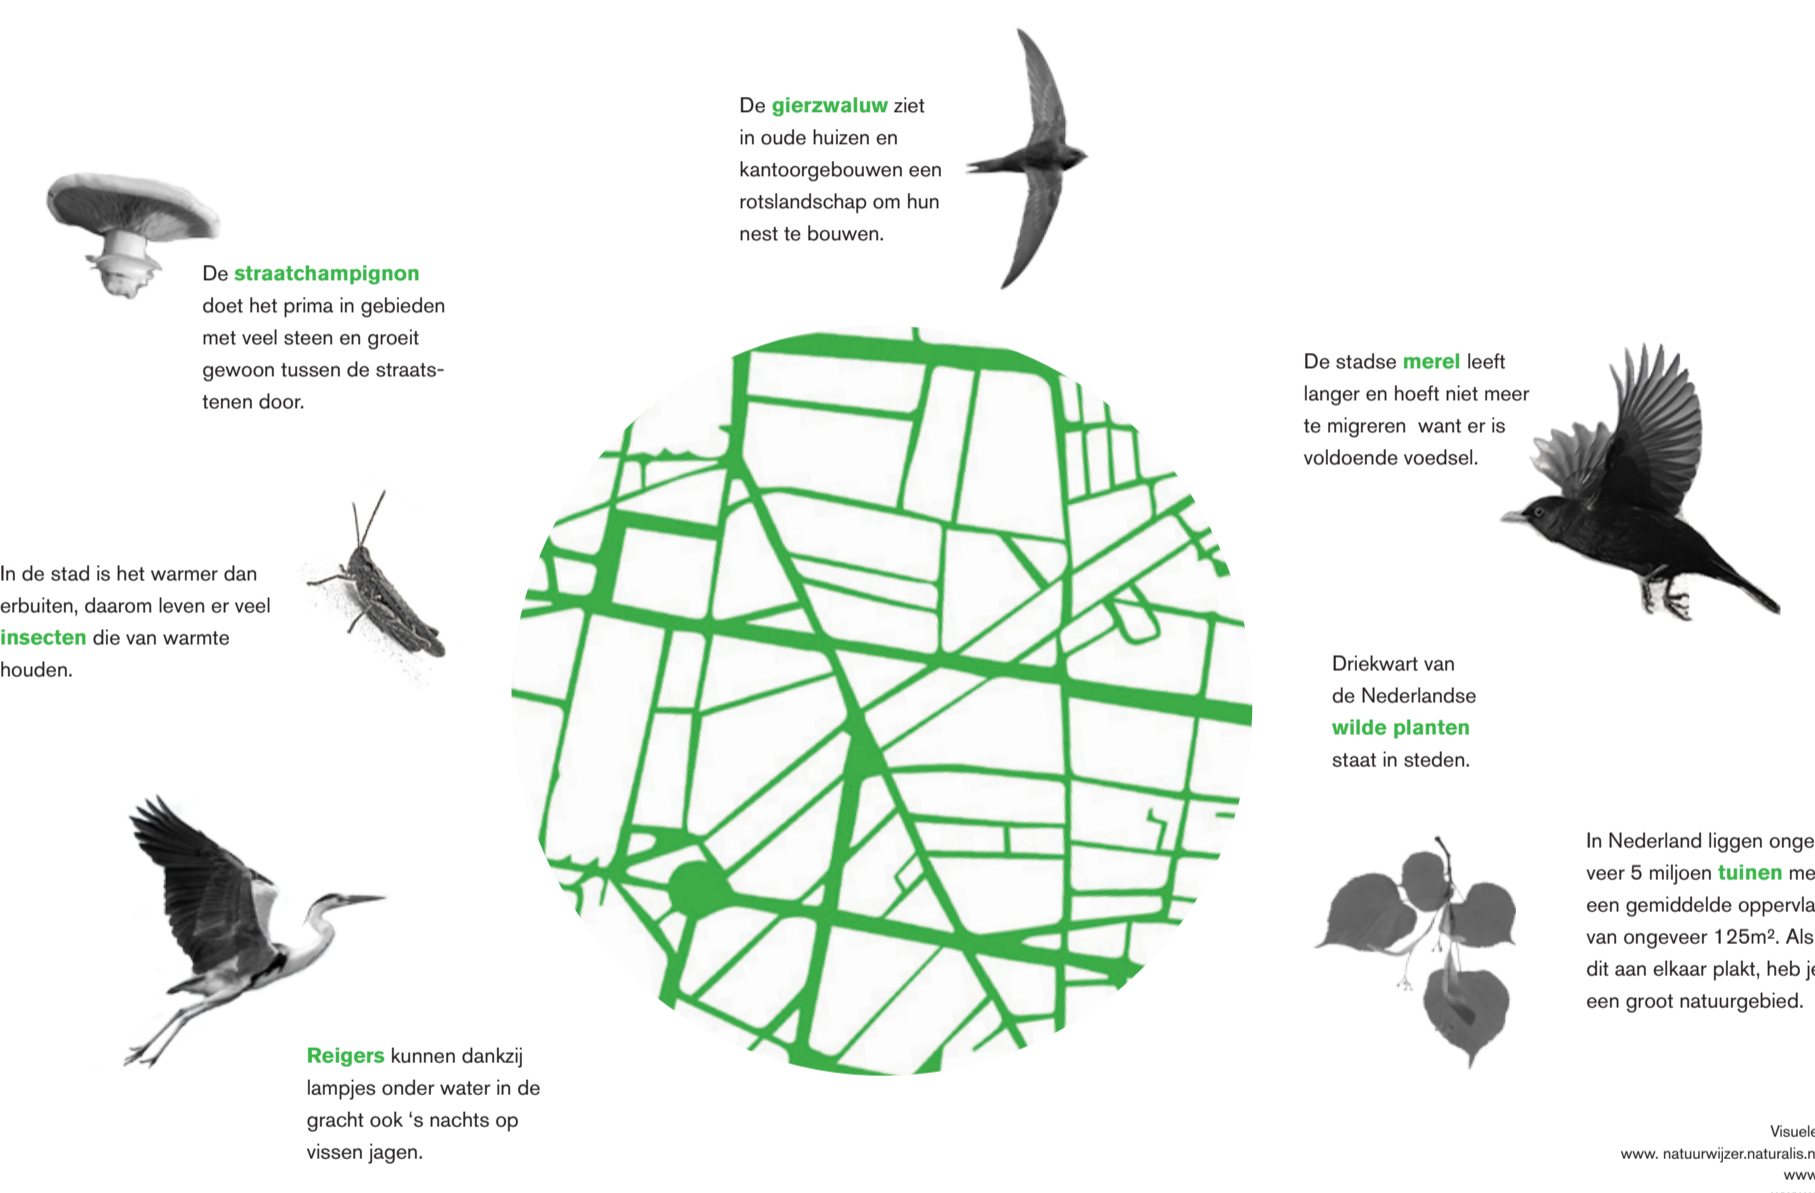 De gierzwaluw ziet
in oude huizen en
kantoorgebouwen een
rotslandschap om hun
nest te bouwen.
De straatchampignon
doet het prima in gebieden
met veel steen en groeit
gewoon tussen de straats-
tenen door.
De stadse merel leeft
langer en hoeft niet meer
te migreren want er is
voldoende voedsel.
In de stad is het warmer dan
erbuiten, daarom leven er veel
insecten die van warmte
houden.
Driekwart van
de Nederlandse
wilde planten
staat in steden.
In Nederland liggen onge
veer 5 miljoen tuinen me
een gemiddelde oppervla
van ongeveer 125m². Als
dit aan elkaar plakt, heb je
een groot natuurgebied.
Reigers kunnen dankzij
lampjes onder water in de
gracht ook ‘s nachts op
vissen jagen.
Visuele
www. natuurwijzer.naturalis.n
www